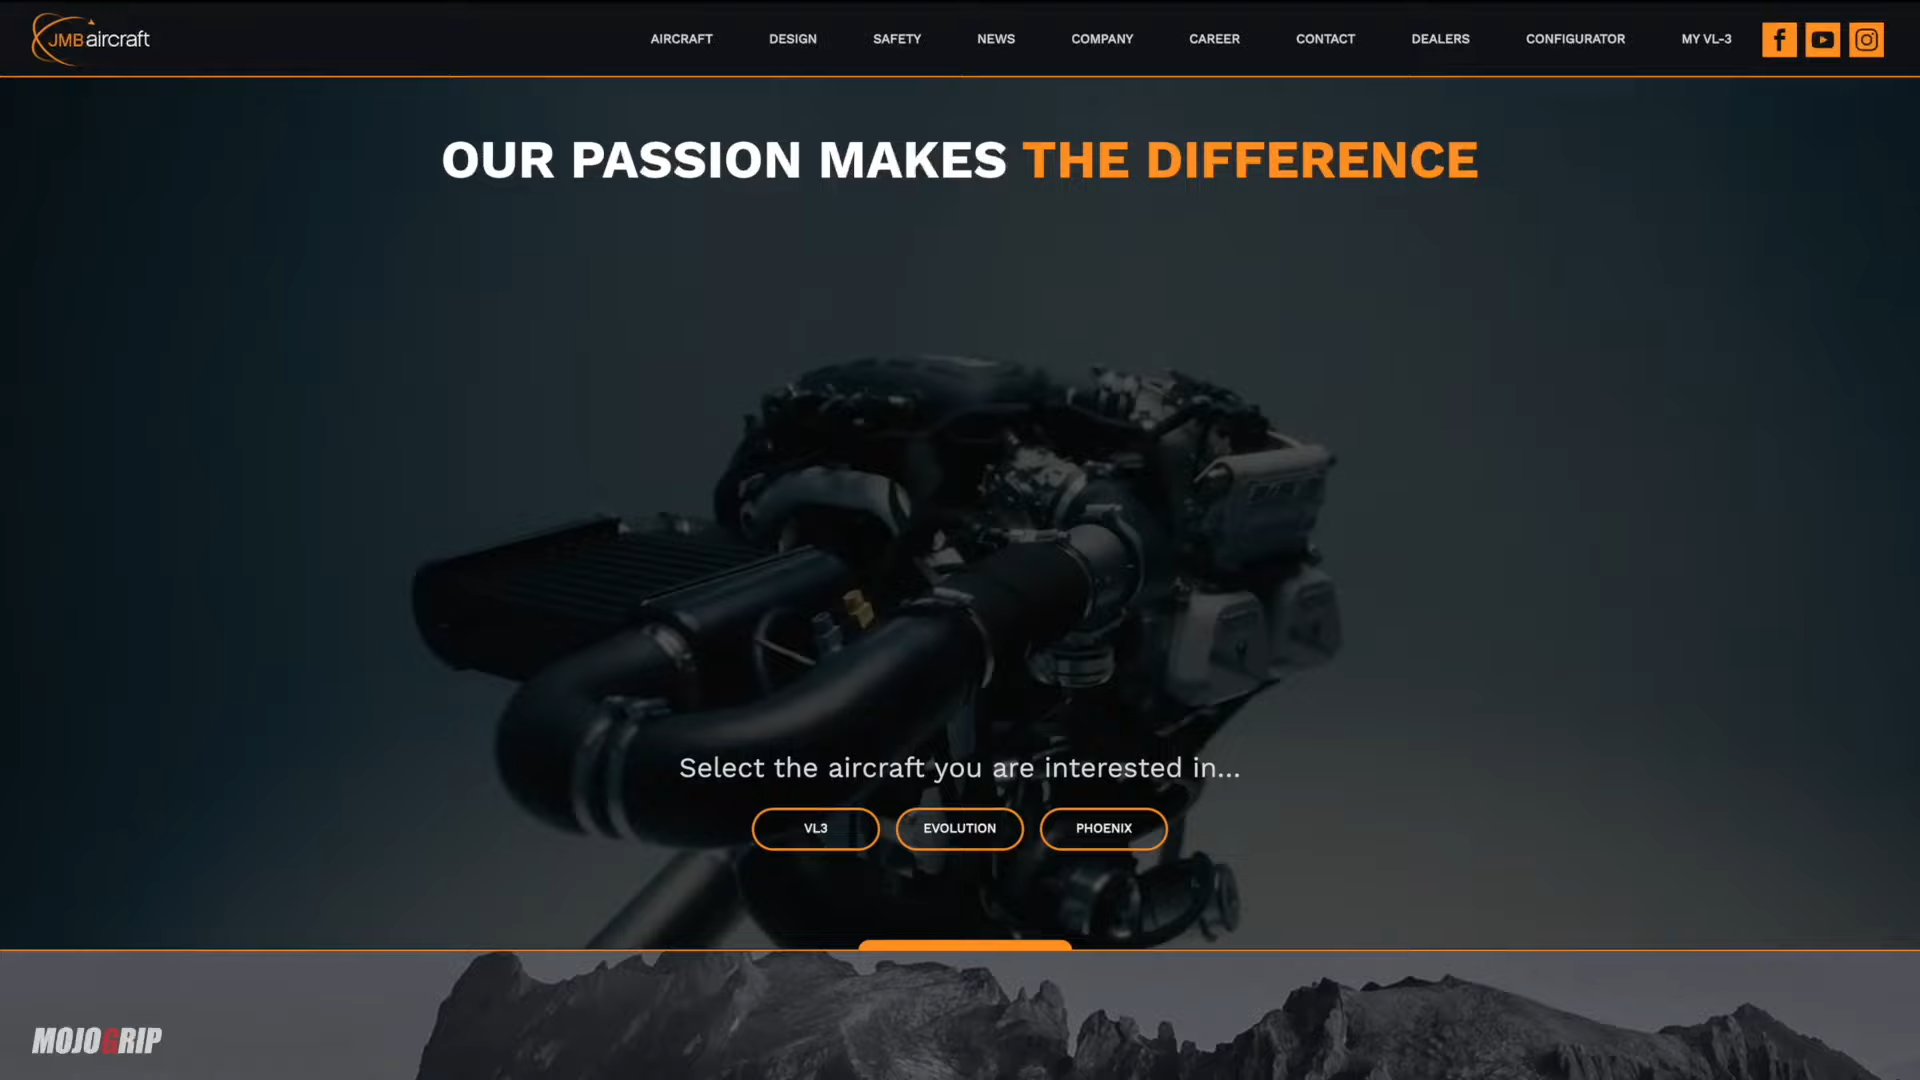 JMB aircraft
AIRCRAFT DESIGN SAFETY NEWS COMPANY CAREER CONTACT DEALERS CONFIGURATOR MY VL-3
OUR PASSION MAKES THE DIFFERENCE
Select the aircraft you are interested in...
VL3 EVOLUTION PHOENIX
MOJOGRIP